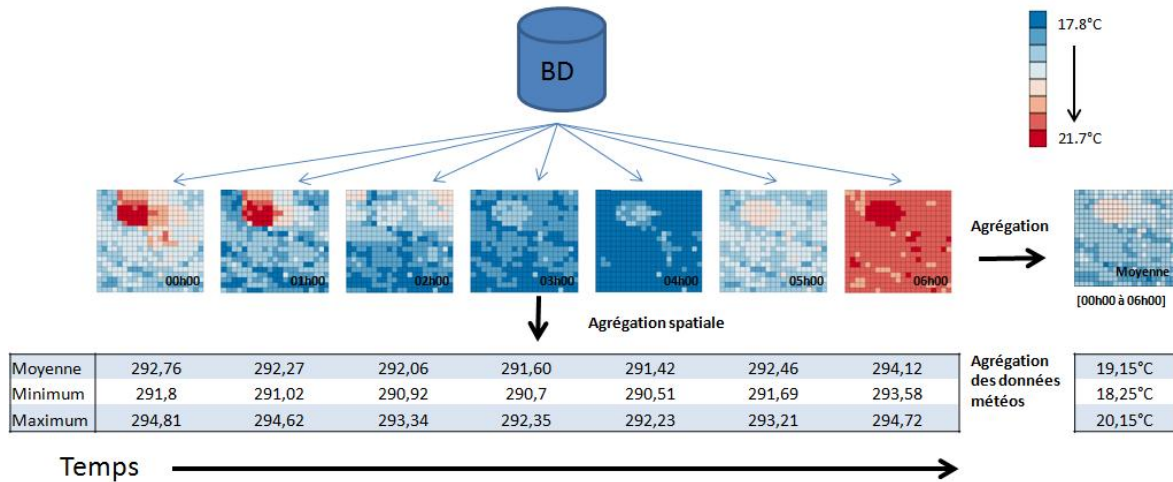 BD
17.8°C
21.7°C
00h00
01h00
02h00
03h00
04h00
05h00
06h00
Agrégation
Moyenne
[00h00 à 06h00]
Agrégation spatiale
Moyenne 292,76 292,27 292,06 291,60 291,42 292,46 294,12
Minimum 291,8 291,02 290,92 290,7 290,51 291,69 293,58
Maximum 294,81 294,62 293,34 292,35 292,23 293,21 294,72
Agrégation
des données
météos
19,15°C
18,25°C
20,15°C
Temps